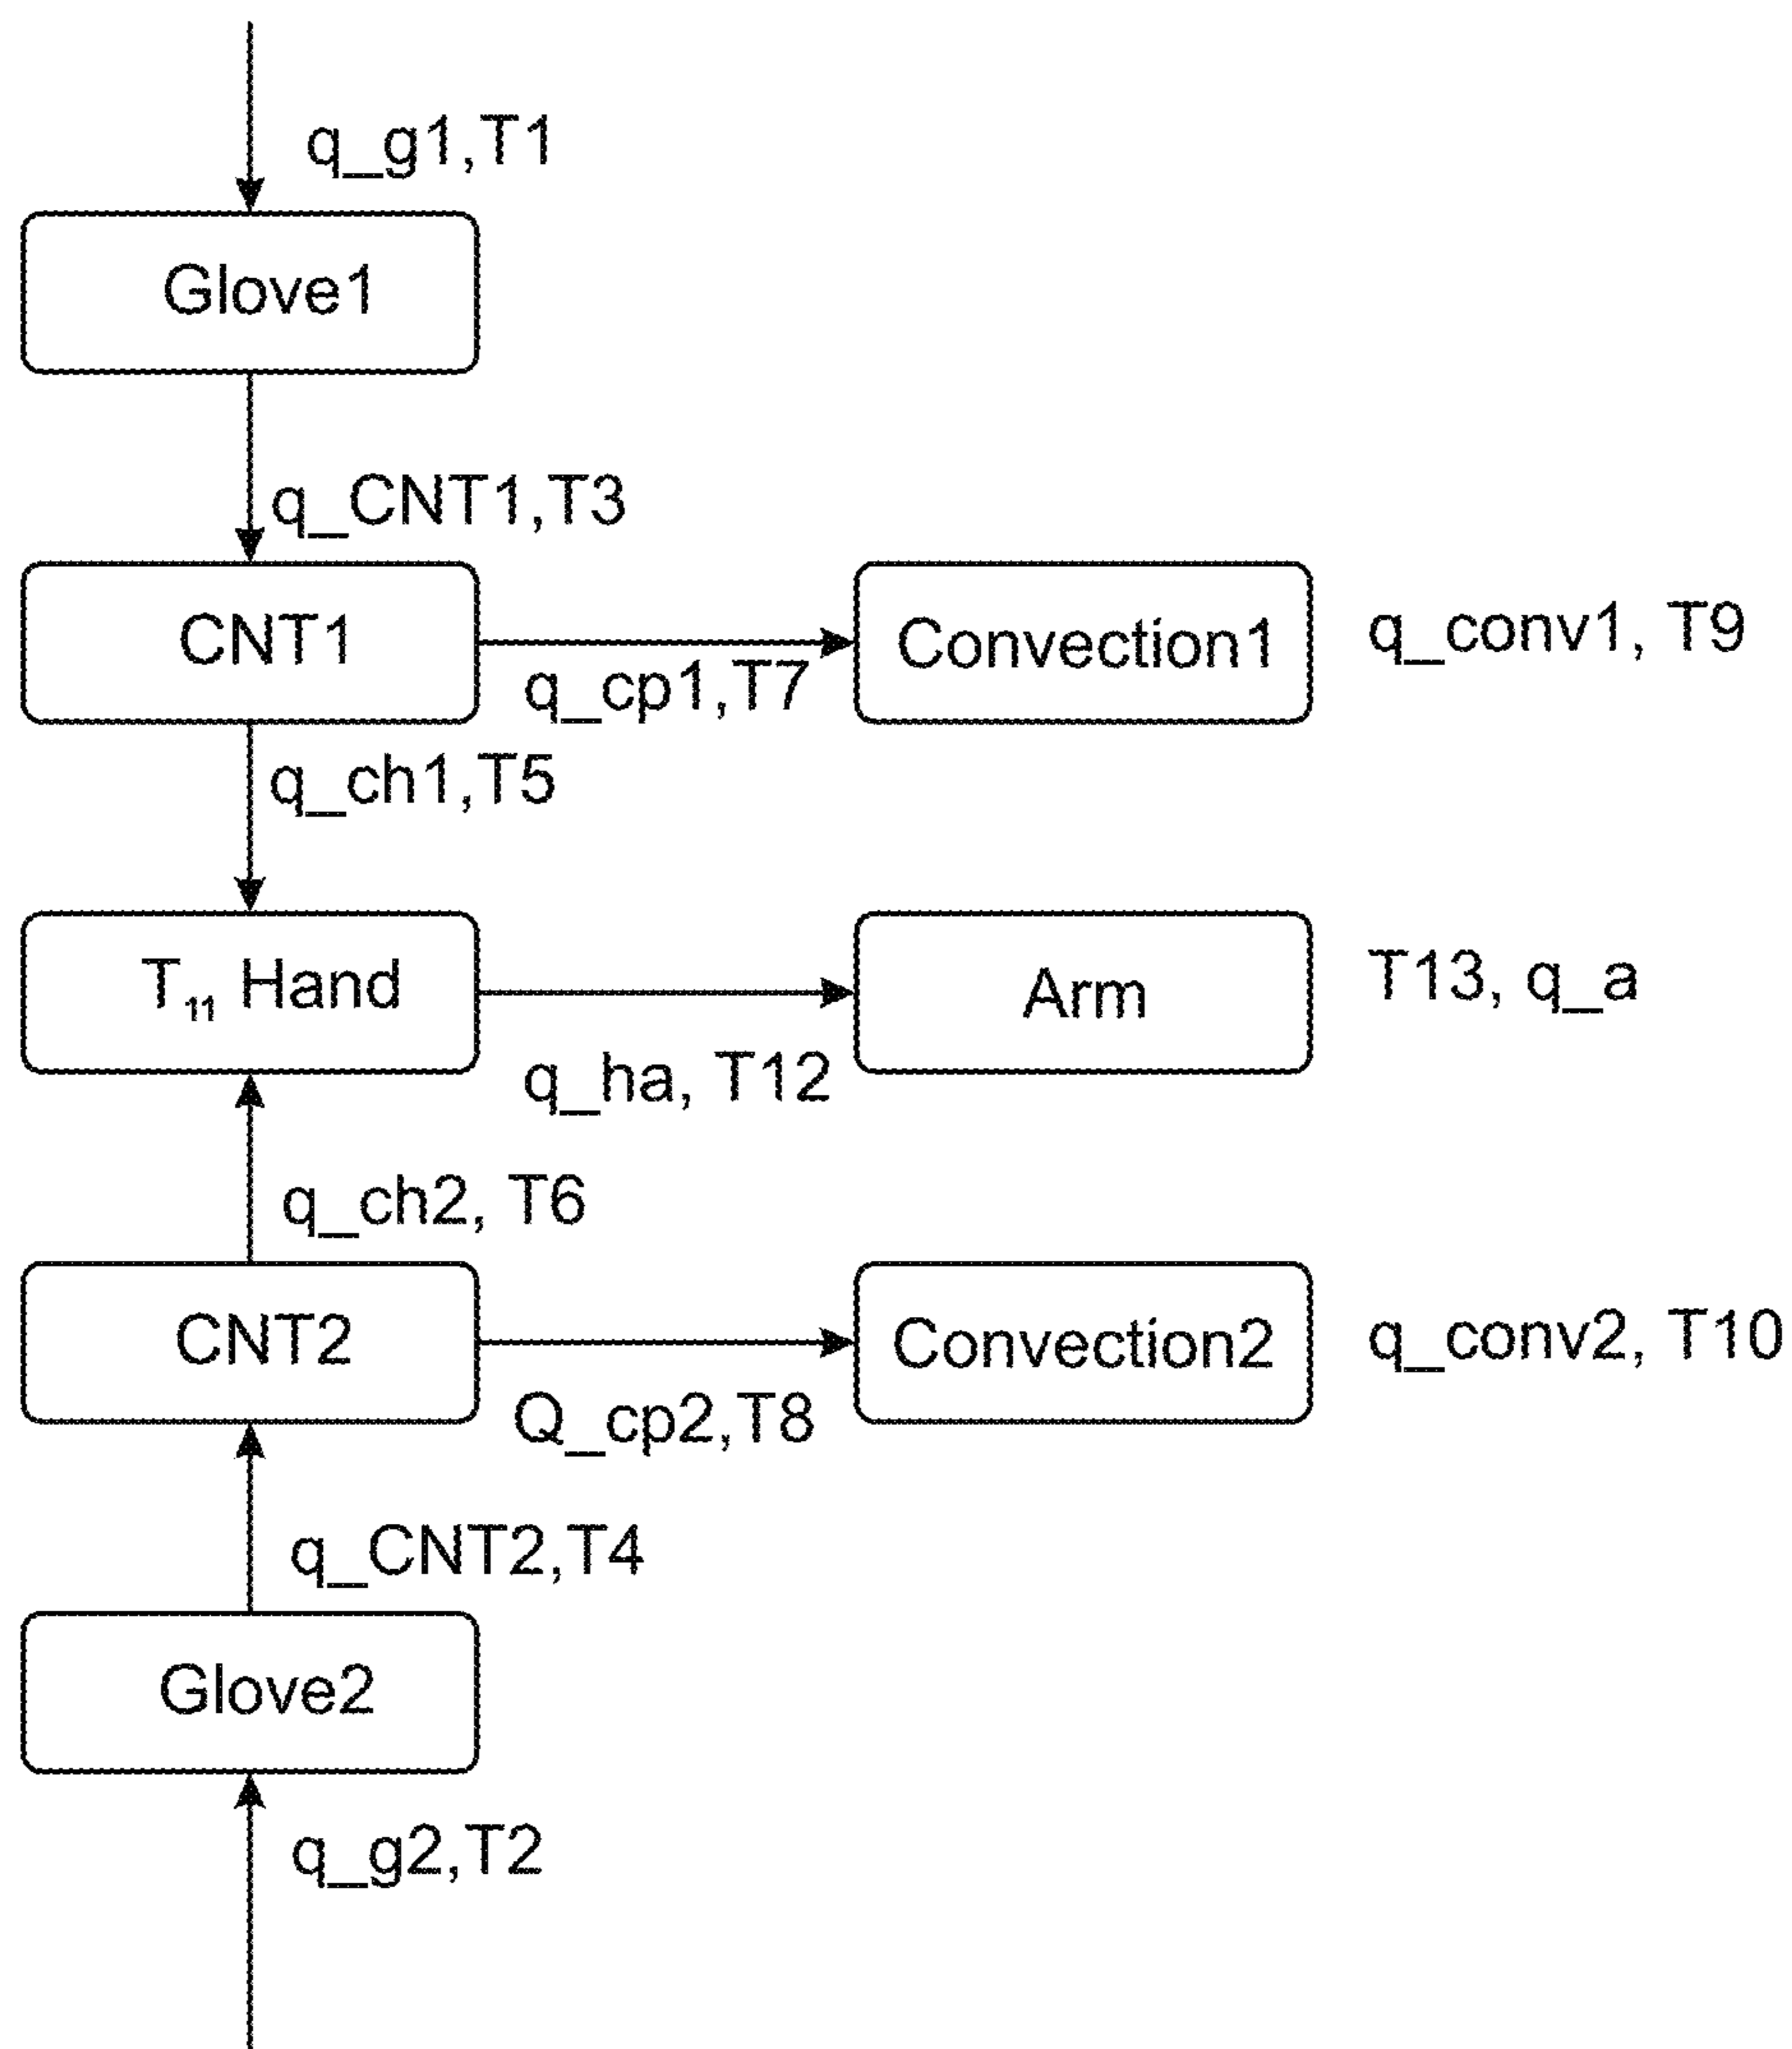 q_g1,T1
Glove1
q_CNT1,T3
CNT1
q_cp1,T7
Convection1
q_conv1, T9
q_ch1,T5
T₁₁ Hand
q_ha, T12
Arm
T13, q_a
q_ch2, T6
CNT2
Q_cp2,T8
Convection2
q_conv2, T10
q_CNT2,T4
Glove2
q_g2,T2